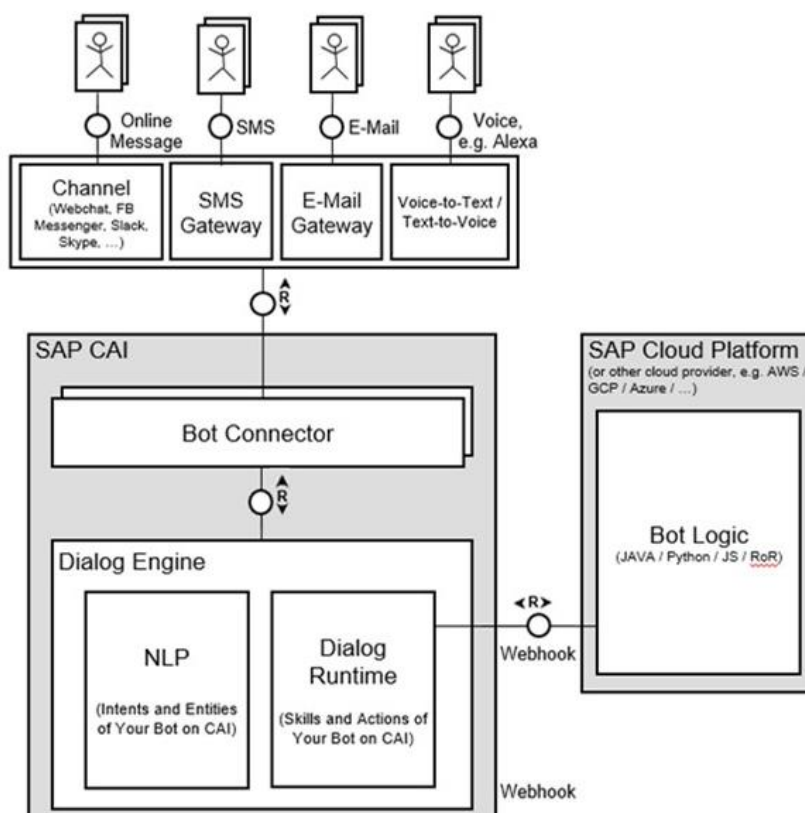 Online
Message
SMS
E-Mail
Voice,
e.g. Alexa
Channel
(Webchat, FB
Messenger, Slack,
Skype, ...)
SMS
Gateway
E-Mail
Gateway
Voice-to-Text /
Text-to-Voice
R
SAP CAI
Bot Connector
R
Dialog Engine
NLP
(Intents and Entities
of Your Bot on CAI)
Dialog
Runtime
(Skills and Actions of
Your Bot on CAI)
R
Webhook
Webhook
SAP Cloud Platform
(or other cloud provider, e.g. AWS /
GCP / Azure / ...)
Bot Logic
(JAVA / Python / JS / RoR)